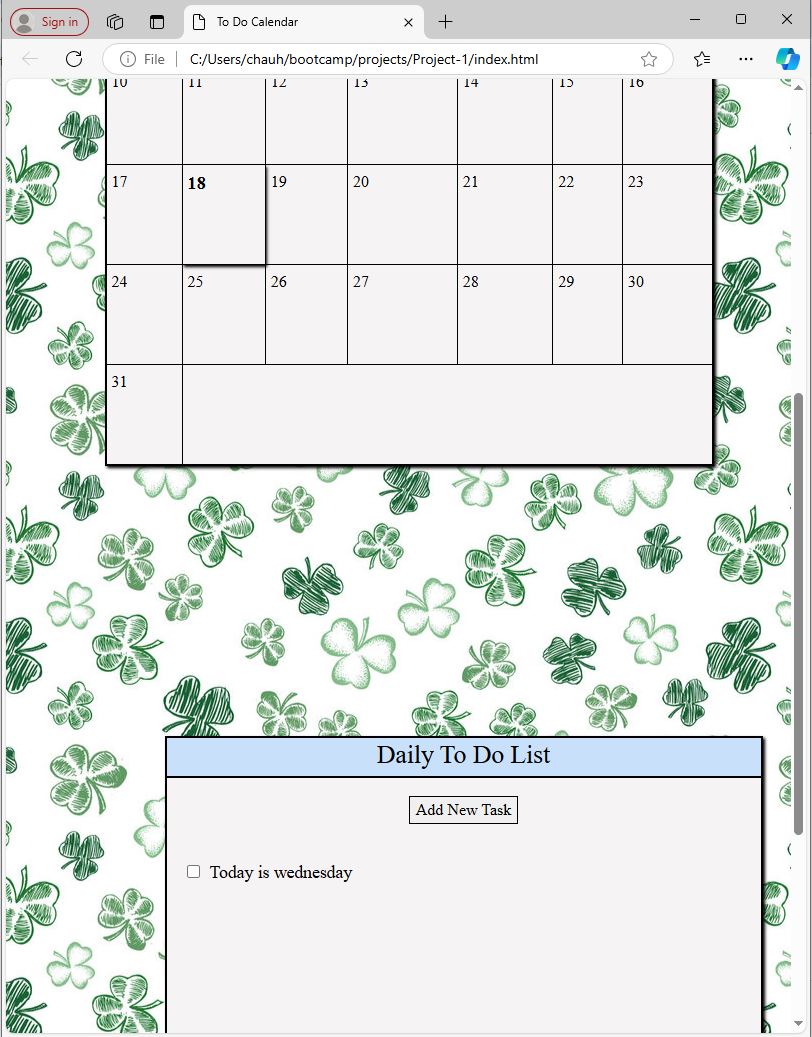 Sign in
To Do Calendar
File
C:/Users/chauh/bootcamp/projects/Project-1/index.html
10 11 12 13 14 15 16
17 18 19 20 21 22 23
24 25 26 27 28 29 30
31
Daily To Do List
Add New Task
Today is wednesday